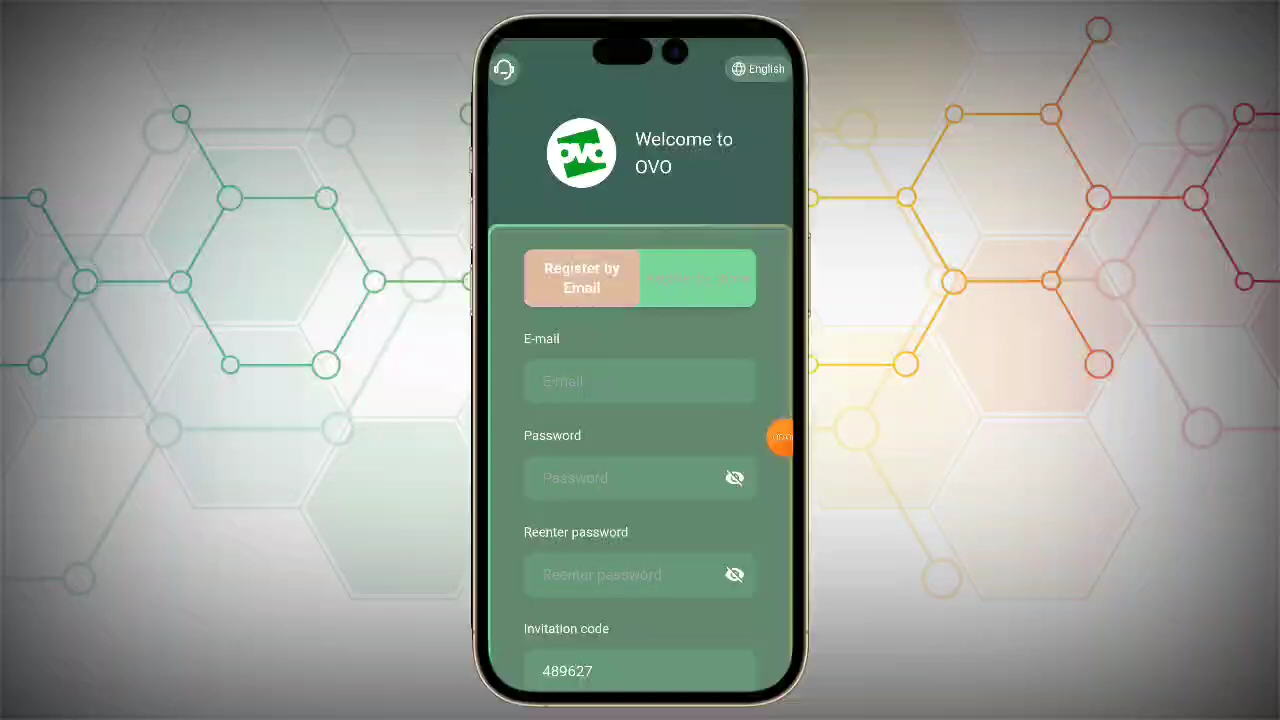 English
OVO
Welcome to
OVO
Register by
Email
E-mail
E-mail
Password
Password
Reenter password
Reenter password
Invitation code
489627